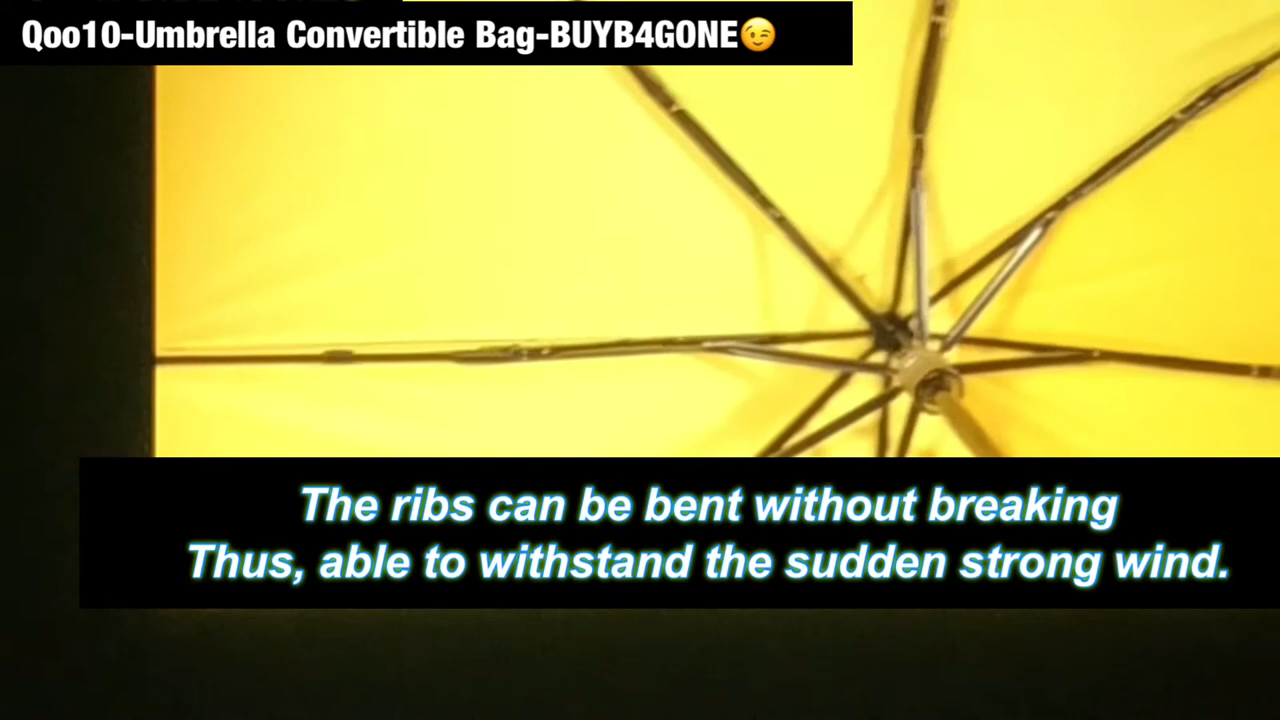 Qoo10-Umbrella Convertible Bag-BUYB4GONE😉
The ribs can be bent without breaking
Thus, able to withstand the sudden strong wind.